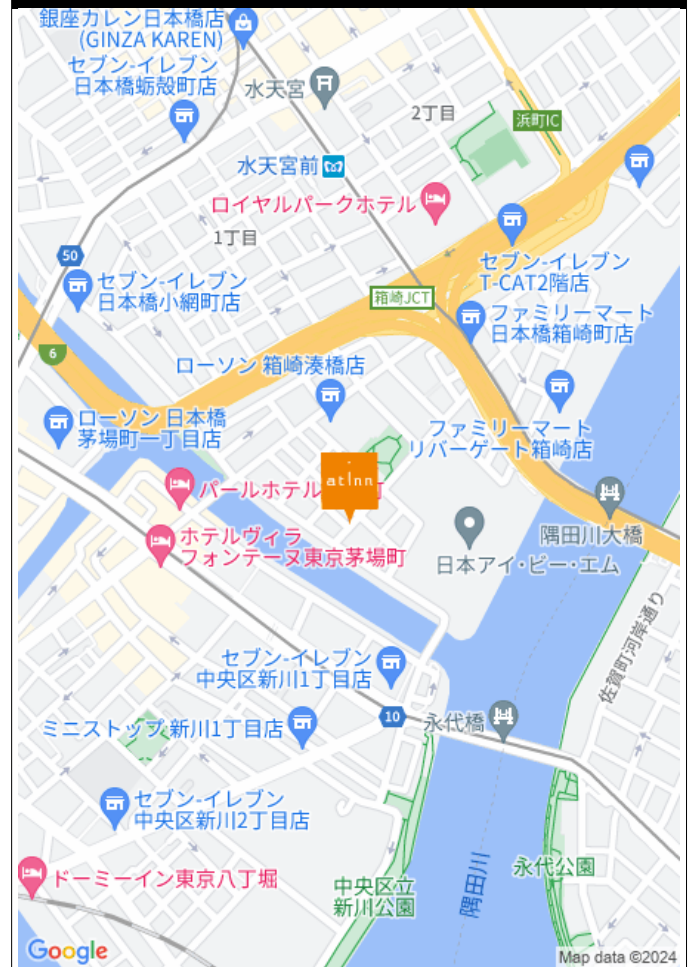 銀座カレン日本橋店
(GINZA KAREN)
セブン-イレブン
日本橋蛎殻町店
水天宮
2丁目
浜町IC
水天宮前
ロイヤルパークホテル
1丁目
50
セブン-イレブン
T-CAT2階店
セブン-イレブン
日本橋小網町店
箱崎JCT
ファミリーマート
日本橋箱崎町店
6
ローソン 箱崎湊橋店
ローソン 日本橋
茅場町一丁目店
ファミリーマート
リバーゲート箱崎店
atinn
パールホテル
町
隅田川大橋
ホテルヴィラ
フォンテーヌ東京茅場町
日本アイ・ビー・エム
佐賀町河岸通り
セブン-イレブン
中央区新川1丁目店
10
永代橋
ミニストップ 新川1丁目店
セブン-イレブン
中央区新川2丁目店
永代公園
ドーミーイン東京八丁堀
中央区立
新川公園
隅田川
Google
Map data ©2024